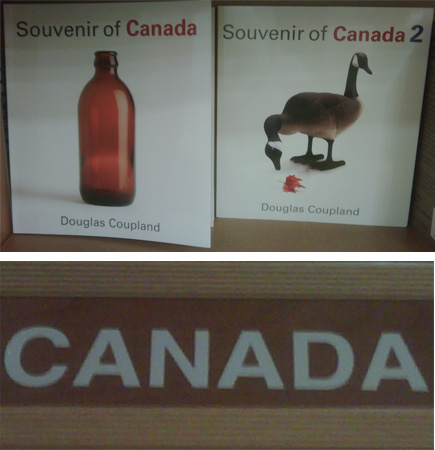 Souvenir of Canada
Douglas Coupland
Souvenir of Canada 2
Douglas Coupland
CANADA